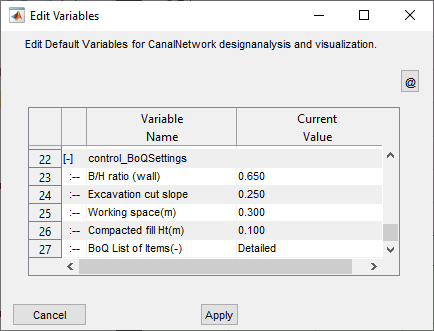 Edit Variables
Edit Default Variables for CanalNetwork designanalysis and visualization.
@
Variable Name Current Value
22 [-] control_BoQSettings
23 :-- B/H ratio (wall) 0.650
24 :-- Excavation cut slope 0.250
25 :-- Working space(m) 0.300
26 :-- Compacted fill Ht(m) 0.100
27 :-- BoQ List of Items(-) Detailed
Cancel Apply